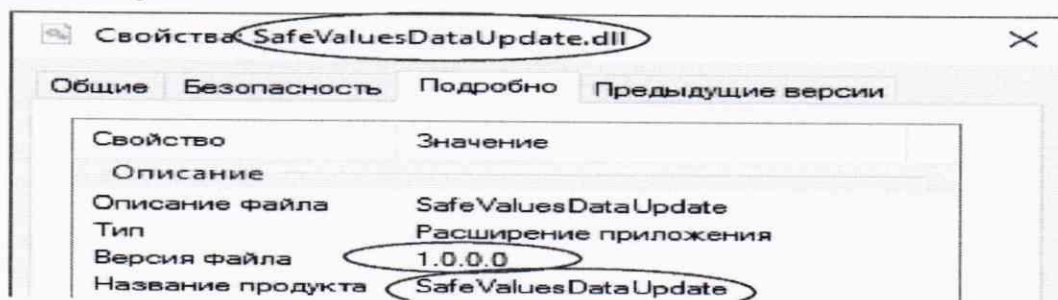 Свойства: SafeValuesDataUpdate.dll
Общие Безопасность Подробно Предыдущие версии
Свойство Значение
Описание
Описание файла SafeValuesDataUpdate
Тип Расширение приложения
Версия файла 1.0.0.0
Название продукта SafeValuesDataUpdate